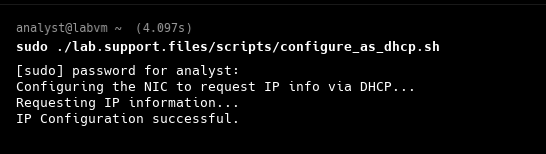 analyst@labvm ~ (4.097s)
sudo ./lab.support.files/scripts/configure_as_dhcp.sh
[sudo] password for analyst:
Configuring the NIC to request IP info via DHCP...
Requesting IP information...
IP Configuration successful.